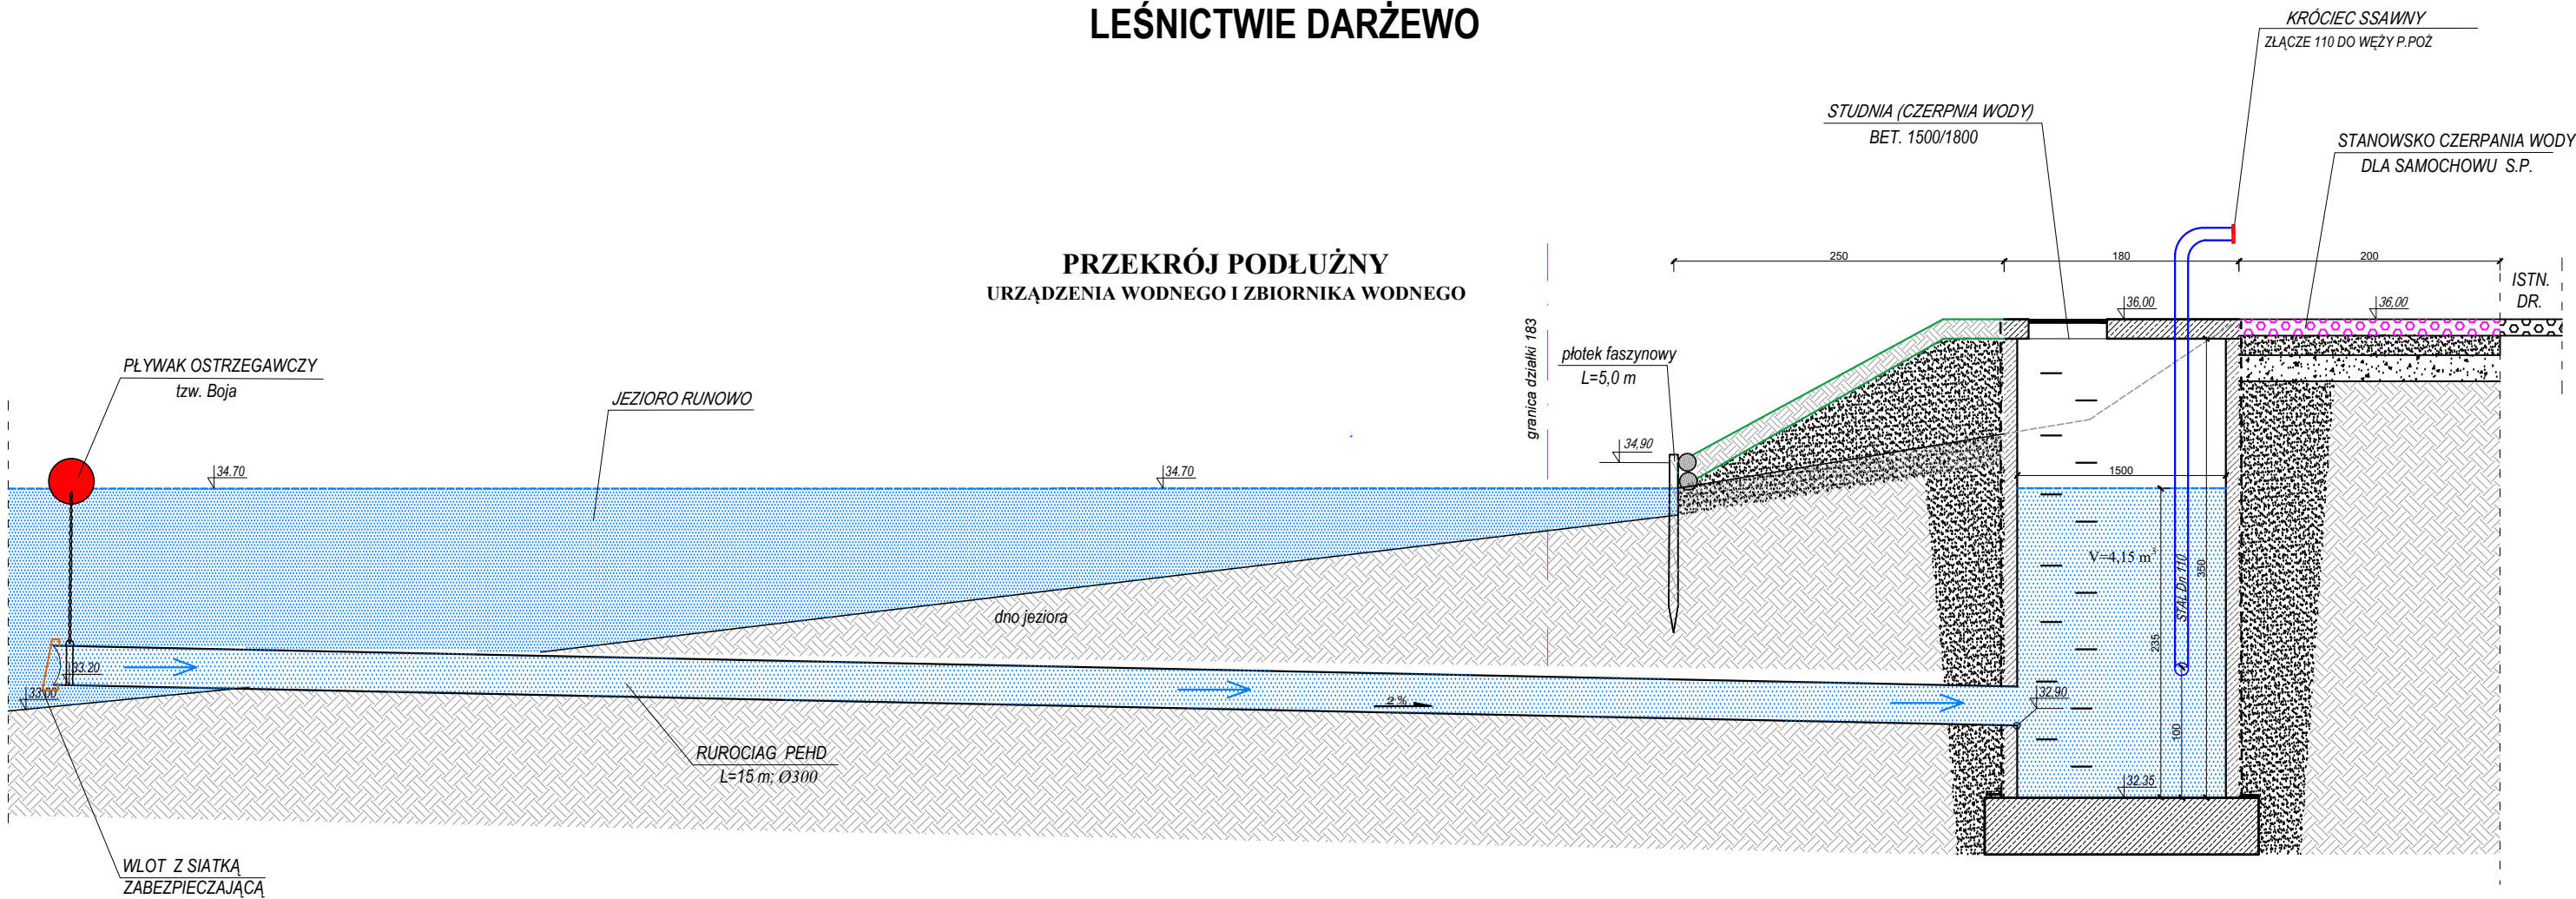 LEŚNICTWIE DARŻEWO
KRÓCIEC SSAWNY
ZŁĄCZE 110 DO WĘŻY P.POŻ
STUDNIA (CZERPNIA WODY)
BET. 1500/1800
STANOWSKO CZERPANIA WODY
DLA SAMOCHOWU S.P.
PRZEKRÓJ PODŁUŻNY
URZĄDZENIA WODNEGO I ZBIORNIKA WODNEGO
250
180
200
ISTN.
DR.
36,00
36,00
granica działki 183
płotek faszynowy
L=5,0 m
PŁYWAK OSTRZEGAWCZY
tzw. Boja
JEZIORO RUNOWO
34,90
34.70
34.70
1500
V=4,15 m³
STAL Dn 110
350
235
100
dno jeziora
33.20
33.00
2 %
32.90
32.35
RUROCIAG PEHD
L=15 m; Ø300
WLOT Z SIATKĄ
ZABEZPIECZAJĄCĄ